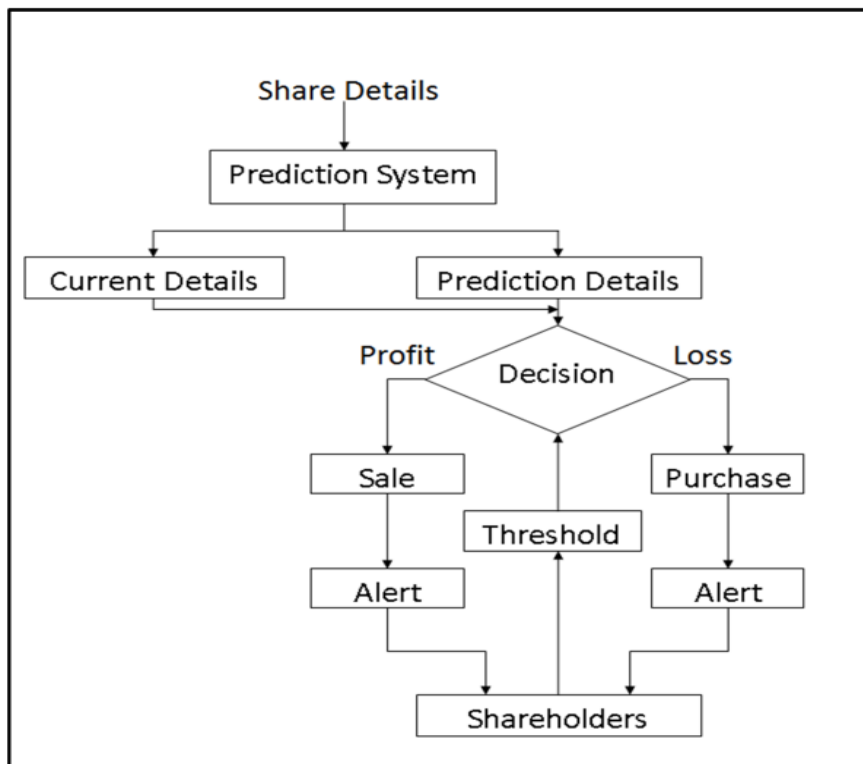 Share Details
Prediction System
Current Details
Prediction Details
Profit
Loss
Decision
Sale
Purchase
Threshold
Alert
Alert
Shareholders